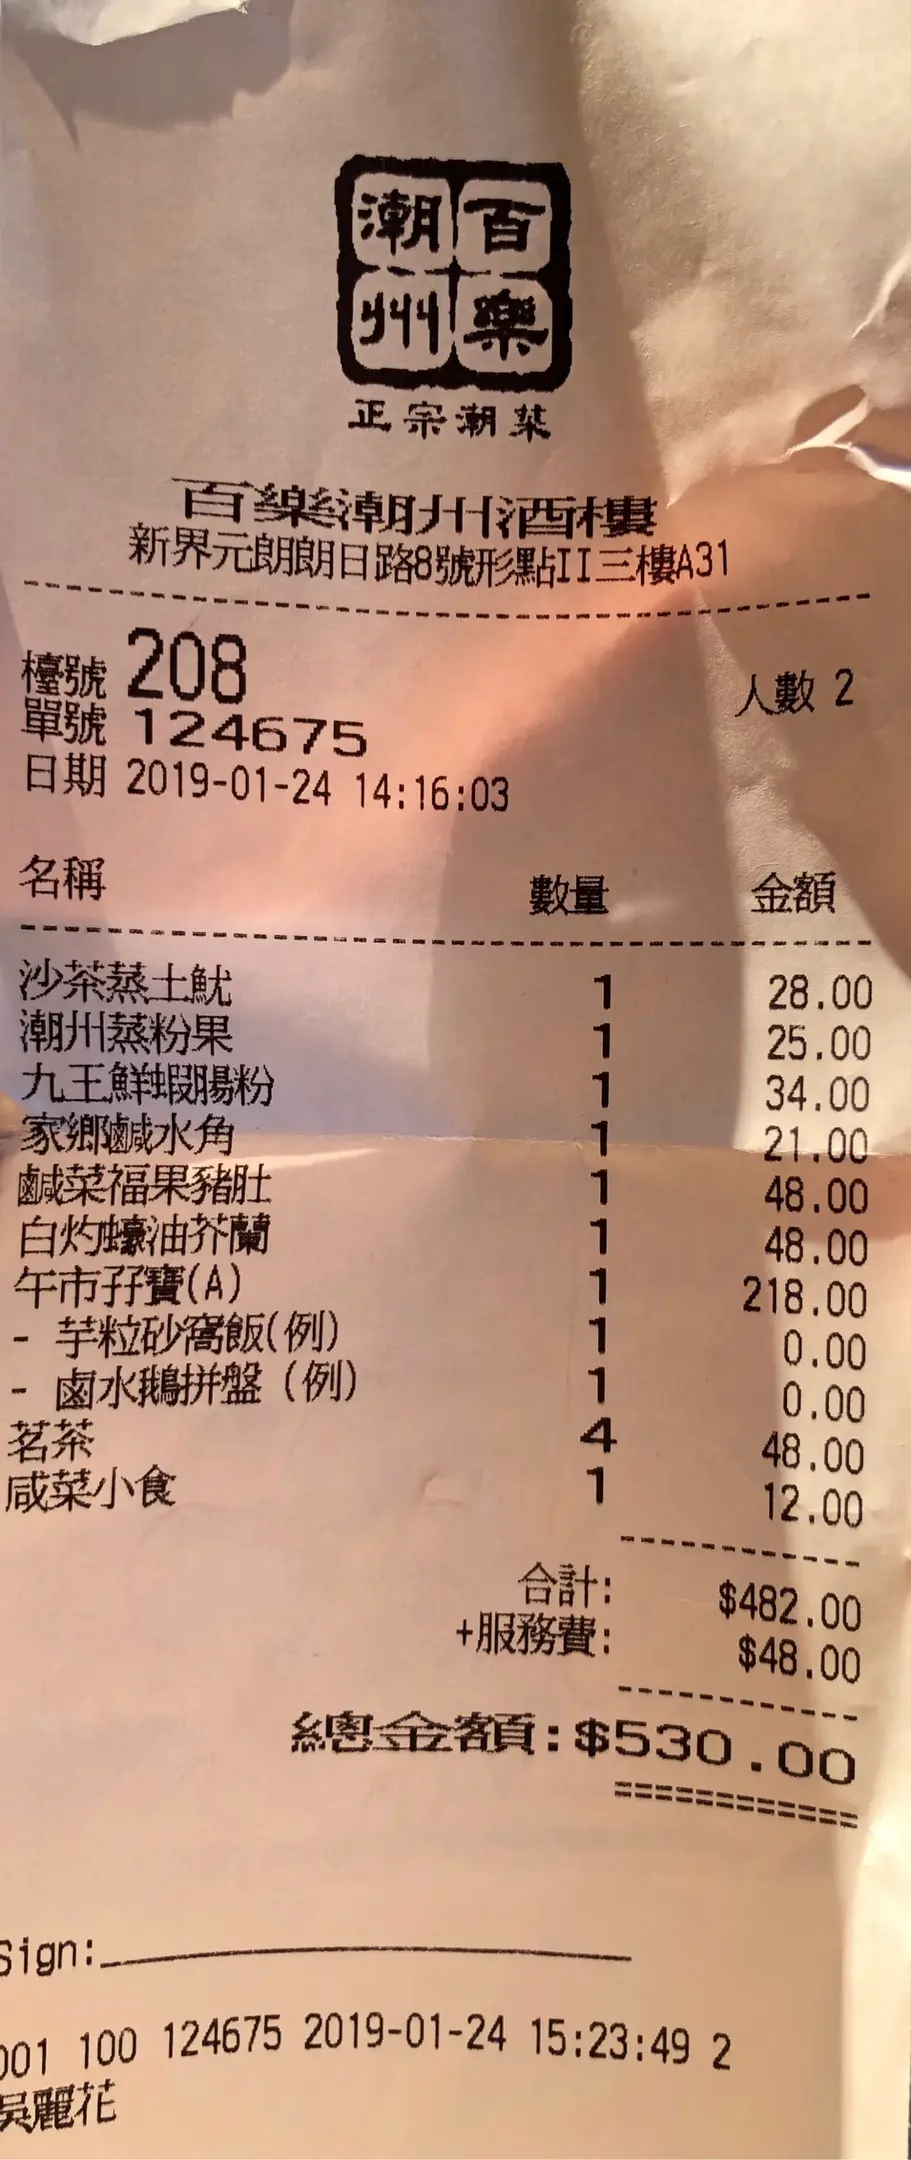 百樂潮州
正宗潮菜
百樂潮州酒樓
新界元朗朗日路8號形點II三樓A31
檯號 208 人數 2
單號 124675
日期 2019-01-24 14:16:03
名稱 數量 金額
沙茶蒸土魷 1 28.00
潮州蒸粉果 1 25.00
九王鮮蝦腸粉 1 34.00
家鄉鹹水角 1 21.00
鹹菜福果豬肚 1 48.00
白灼蠔油芥蘭 1 48.00
午市孖寶(A) 1 218.00
- 芋粒砂窩飯(例) 1 0.00
- 鹵水鵝拼盤 (例) 1 0.00
茗茶 4 48.00
咸菜小食 1 12.00
合計: $482.00
+服務費: $48.00
總金額:$530.00
Sign:
001 100 124675 2019-01-24 15:23:49 2
吳麗花